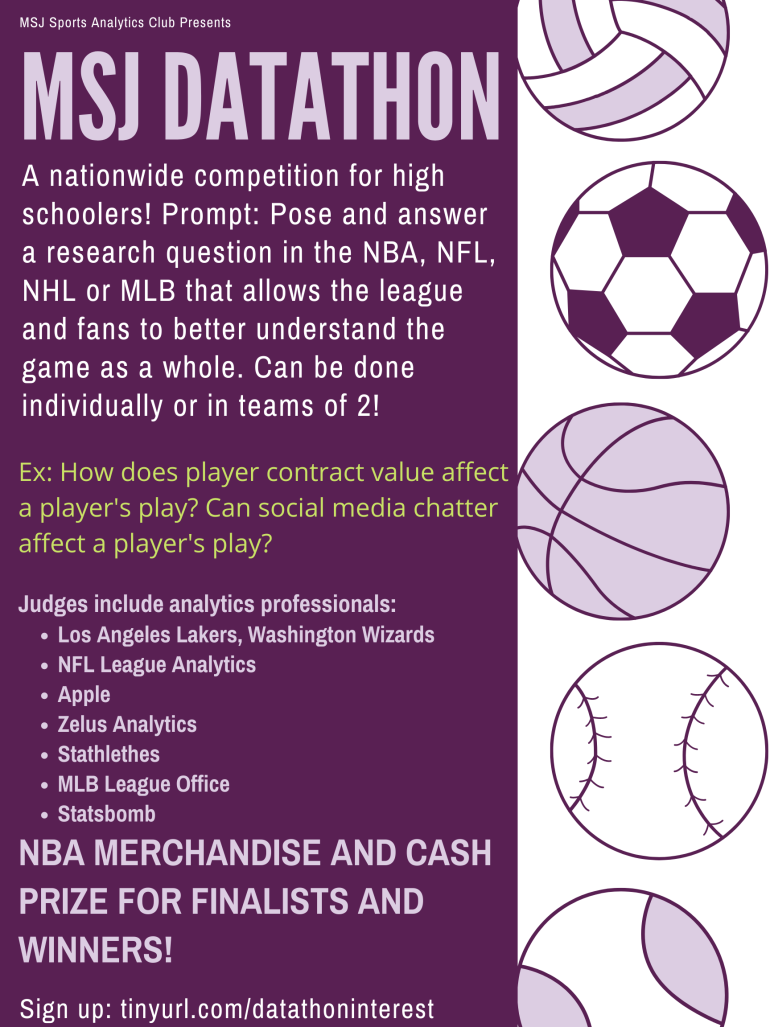 MSJ Sports Analytics Club Presents
MSJ DATATHON
A nationwide competition for high
schoolers! Prompt: Pose and answer
a research question in the NBA, NFL,
NHL or MLB that allows the league
and fans to better understand the
game as a whole. Can be done
individually or in teams of 2!
Ex: How does player contract value affect
a player's play? Can social media chatter
affect a player's play?
Judges include analytics professionals:
• Los Angeles Lakers, Washington Wizards
• NFL League Analytics
• Apple
• Zelus Analytics
• Stathlethes
• MLB League Office
• Statsbomb
NBA MERCHANDISE AND CASH
PRIZE FOR FINALISTS AND
WINNERS!
Sign up: tinyurl.com/datathoninterest